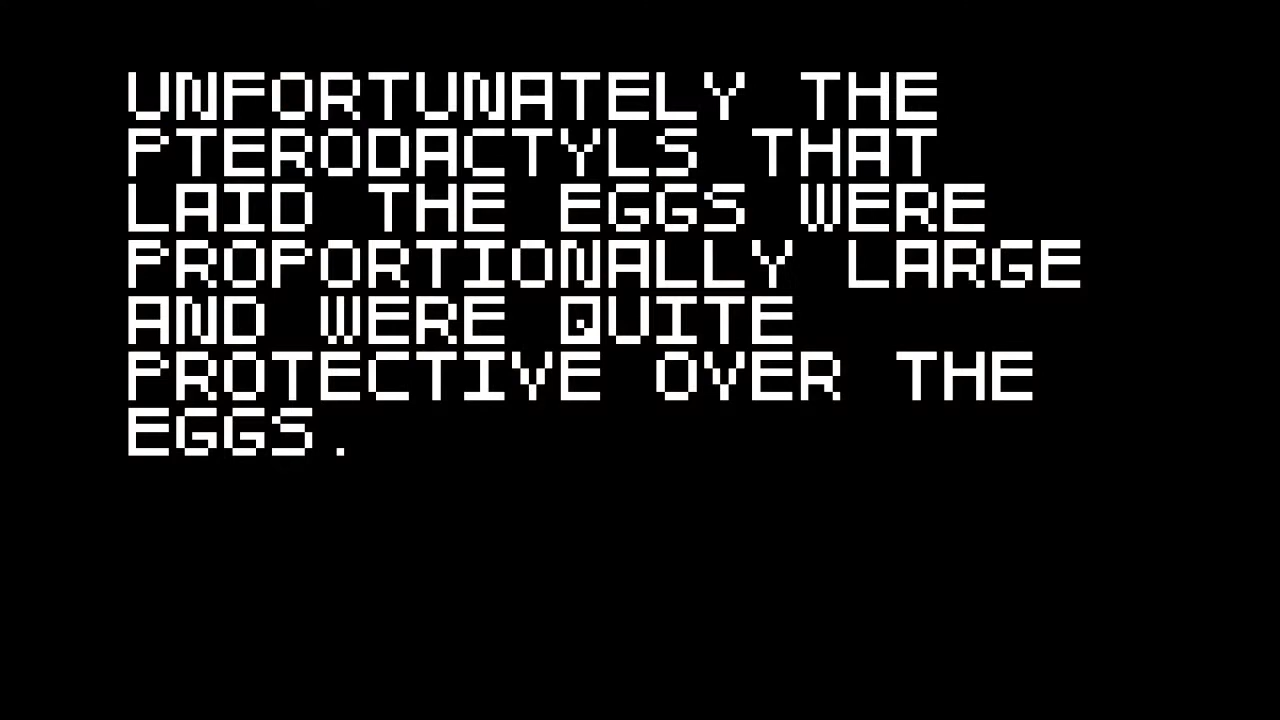 UNFORTUNATELY THE
PTERODACTYLS THAT
LAID THE EGGS WERE
PROPORTIONALLY LARGE
AND WERE QUITE
PROTECTIVE OVER THE
EGGS.